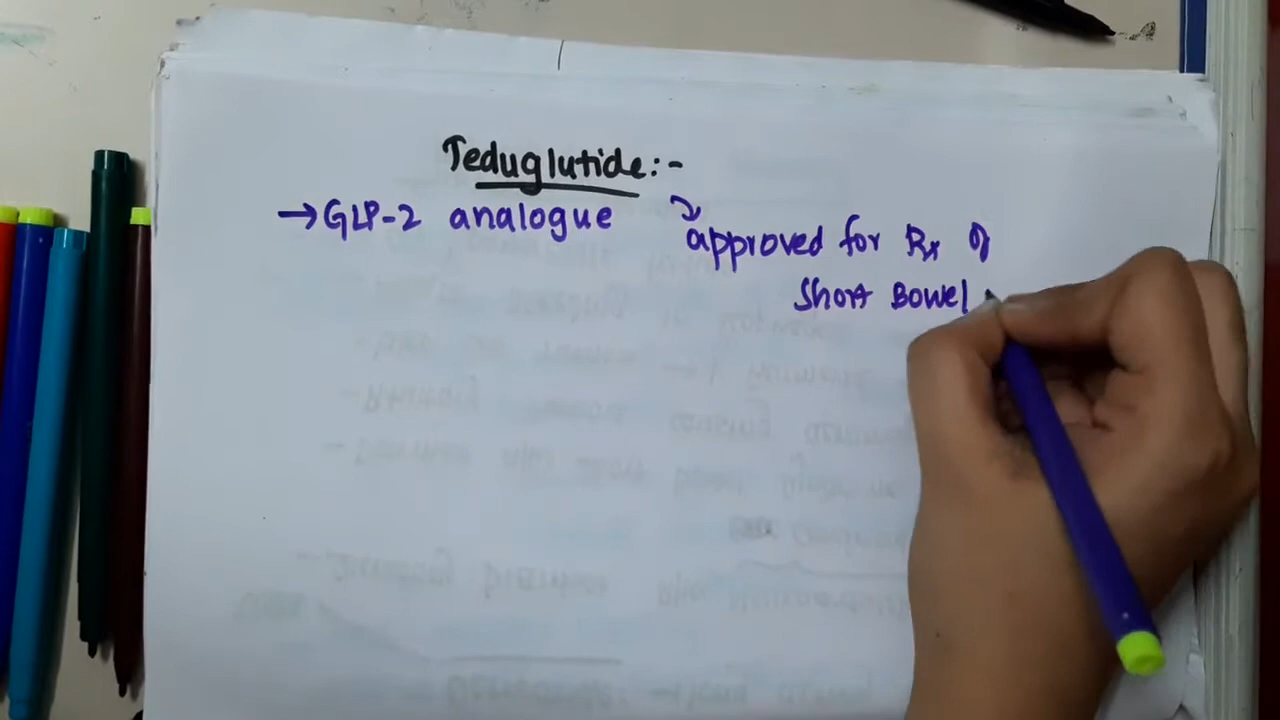 Teduglutide:-
→ GLP-2 analogue
approved for Rx of
Short Bowel